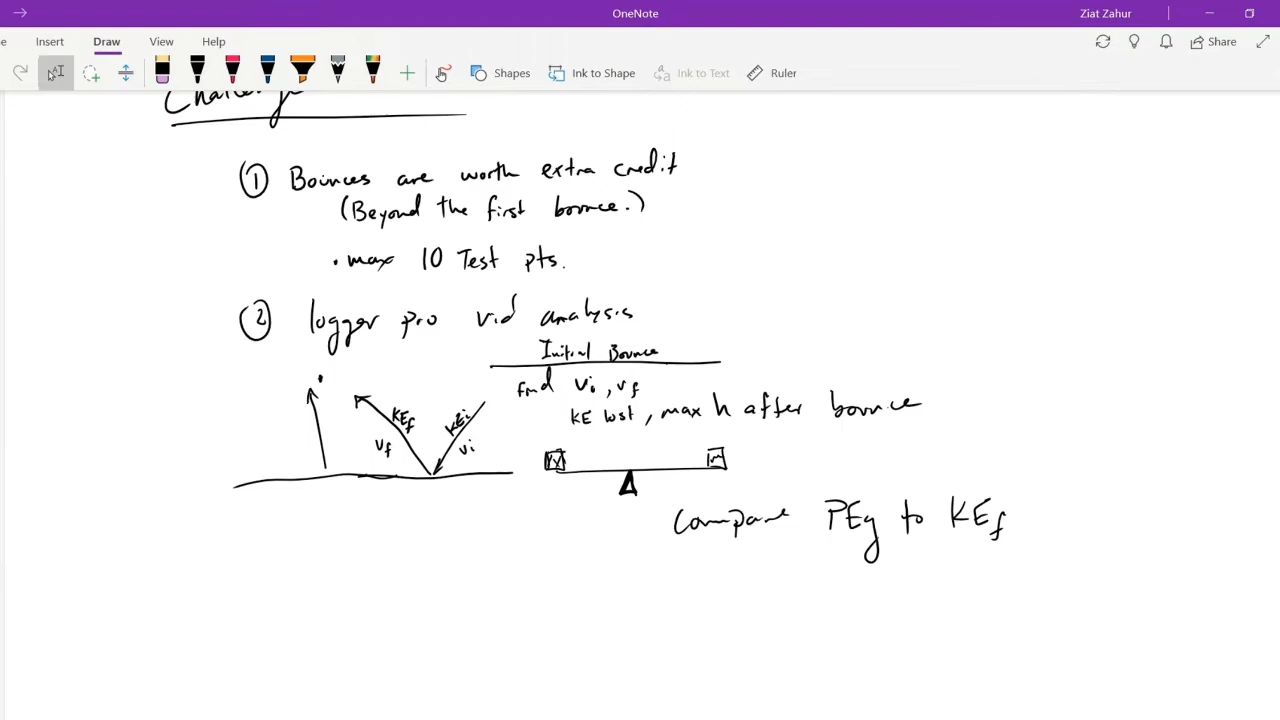 OneNote
Ziat Zahur
Insert Draw View Help
Share
Shapes Ink to Shape Ink to Text Ruler
① Bounces are worth extra credit
(Beyond the first bounce.)
• max 10 Test pts.
② logger pro vid analysis
Initial Bounce
find vi, vf
KE lost, max h after bounce
KEf KEi
vf vi
Compare PEg to KEf